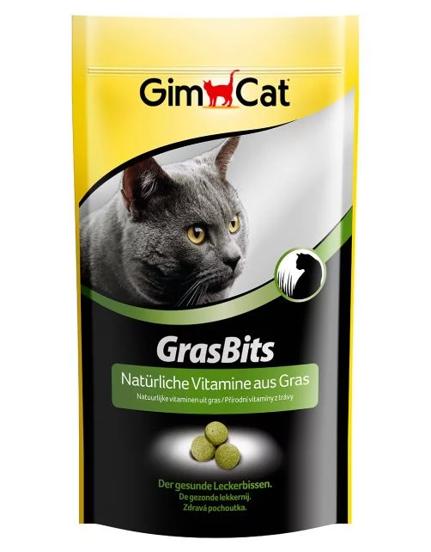 GimCat
GrasBits
Natürliche Vitamine aus Gras
Natuurlijke vitaminen uit gras / Přírodní vitamíny z trávy
Der gesunde Leckerbissen.
De gezonde lekkernij.
Zdravá pochoutka.